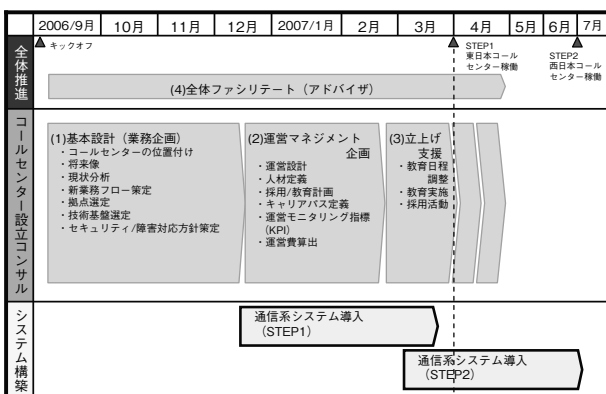 2006/9月 10月 11月 12月 2007/1月 2月 3月 4月 5月 6月 7月
全体推進
キックオフ
STEP1
東日本コール
センター稼働
STEP2
西日本コール
センター稼働
(4)全体ファシリテート（アドバイザ）
コールセンター設立コンサル
(1)基本設計（業務企画）
・コールセンターの位置付け
・将来像
・現状分析
・新業務フロー策定
・拠点選定
・技術基盤選定
・セキュリティ/障害対応方針策定
(2)運営マネジメント
企画
・運営設計
・人材定義
・採用/教育計画
・キャリアパス定義
・運営モニタリング指標
(KPI)
・運営費算出
(3)立上げ
支援
・教育日程
調整
・教育実施
・採用活動
システム構築
通信系システム導入
（STEP1）
通信系システム導入
（STEP2）